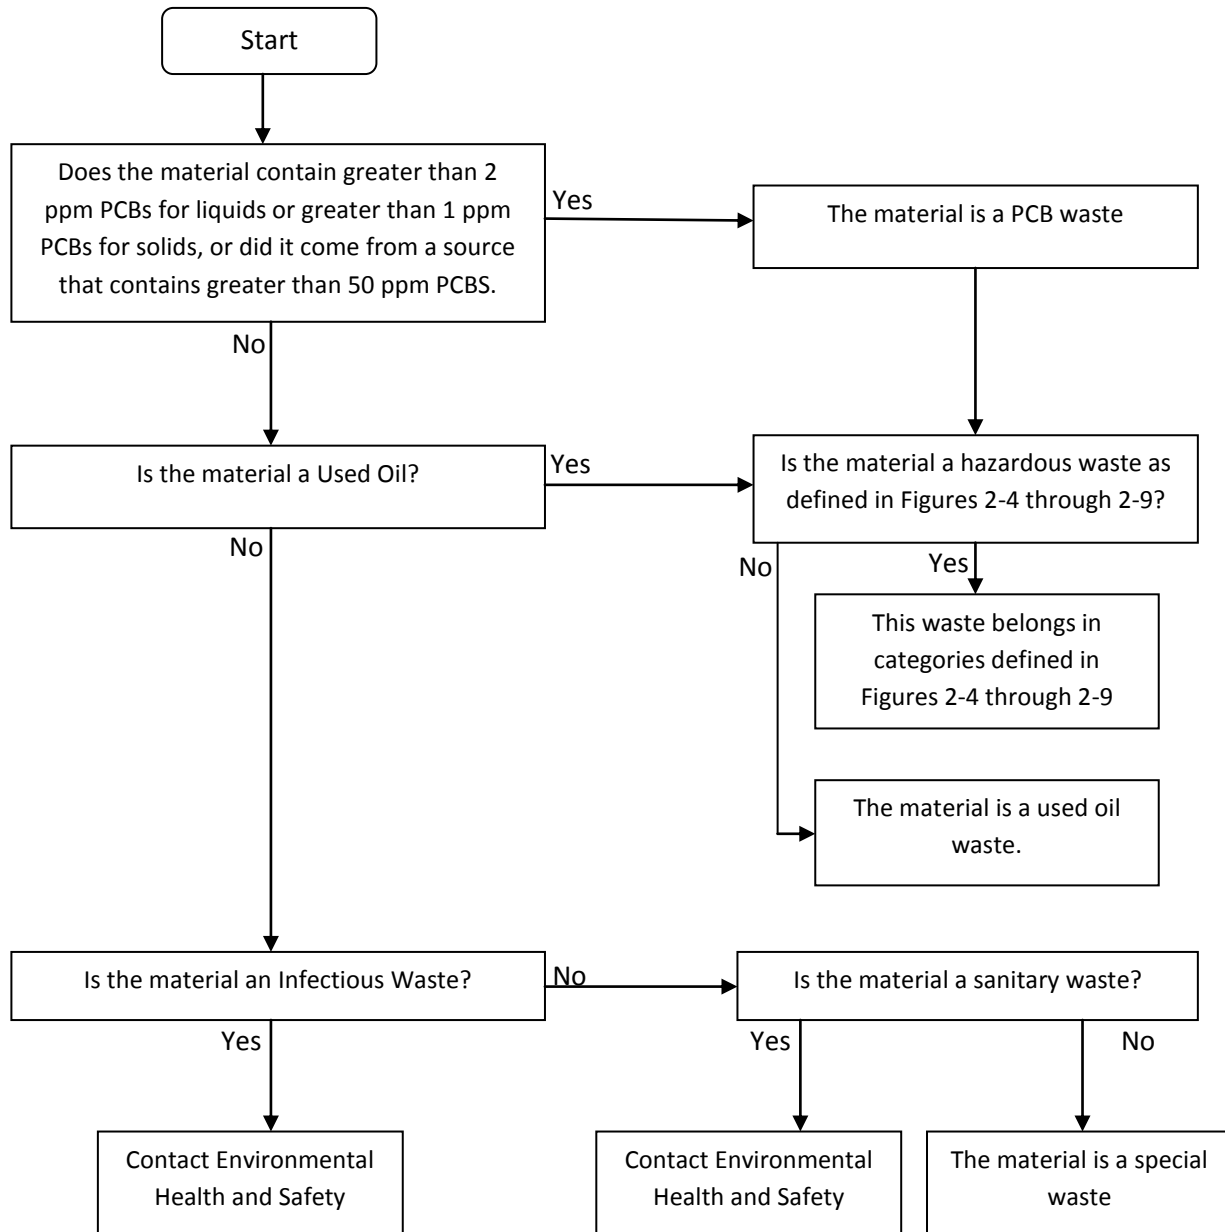 Start
Does the material contain greater than 2
ppm PCBs for liquids or greater than 1 ppm
PCBs for solids, or did it come from a source
that contains greater than 50 ppm PCBS.
Yes
The material is a PCB waste
No
Is the material a Used Oil?
Yes
Is the material a hazardous waste as
defined in Figures 2-4 through 2-9?
No
No
Yes
This waste belongs in
categories defined in
Figures 2-4 through 2-9
The material is a used oil
waste.
Is the material an Infectious Waste?
No
Is the material a sanitary waste?
Yes
Yes
No
Contact Environmental
Health and Safety
Contact Environmental
Health and Safety
The material is a special
waste